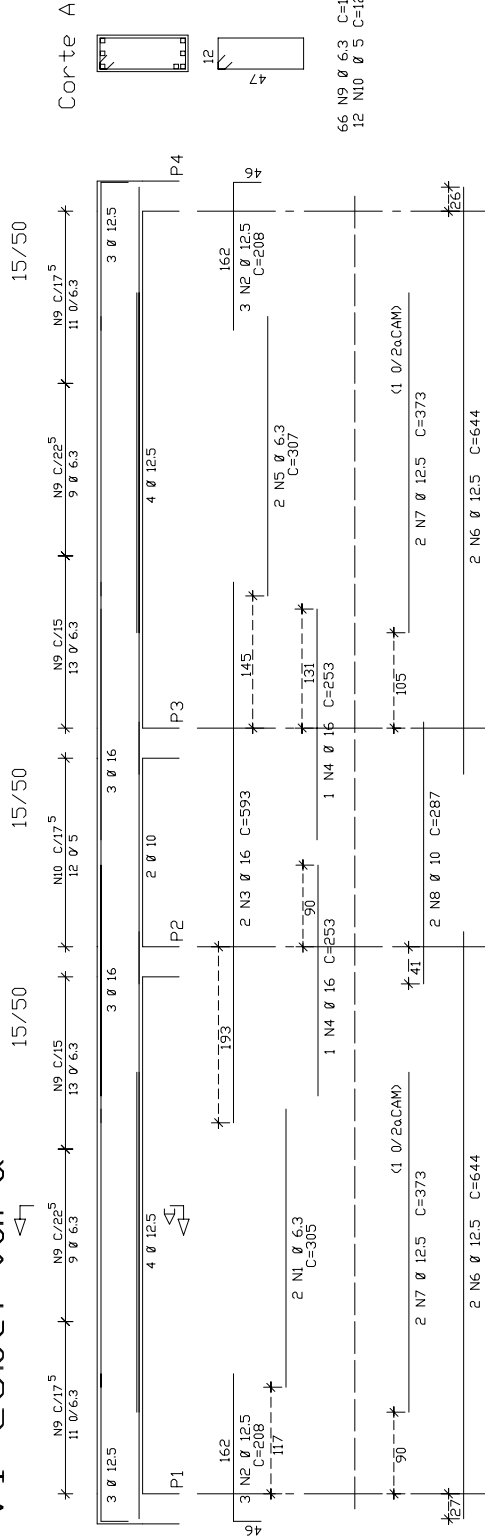 Corte A
12
47
66 N9 Ø 6.3
12 N10 Ø 5
15/50
15/50
15/50
N9 C/17⁵
11 Ø 6.3
N9 C/22⁵
9 Ø 6.3
N9 C/15
13 Ø 6.3
N10 C/17⁵
12 Ø 5
N9 C/15
13 Ø 6.3
N9 C/22⁵
9 Ø 6.3
N9 C/17⁵
11 Ø 6.3
3 Ø 12.5
3 Ø 16
3 Ø 16
3 Ø 12.5
4 Ø 12.5
2 Ø 10
4 Ø 12.5
P1
P2
P3
P4
193
46
162
3 N2 Ø 12.5
C=208
2 N3 Ø 16 C=593
162
3 N2 Ø 12.5
C=208
46
145
117
2 N1 Ø 6.3
C=305
2 N5 Ø 6.3
C=307
90
131
1 N4 Ø 16 C=253
1 N4 Ø 16 C=253
90
(1 Ø/2aCAM)
2 N7 Ø 12.5 C=373
41
105
(1 Ø/2aCAM)
2 N7 Ø 12.5 C=373
2 N8 Ø 10 C=287
27
2 N6 Ø 12.5 C=644
2 N6 Ø 12.5 C=644
26